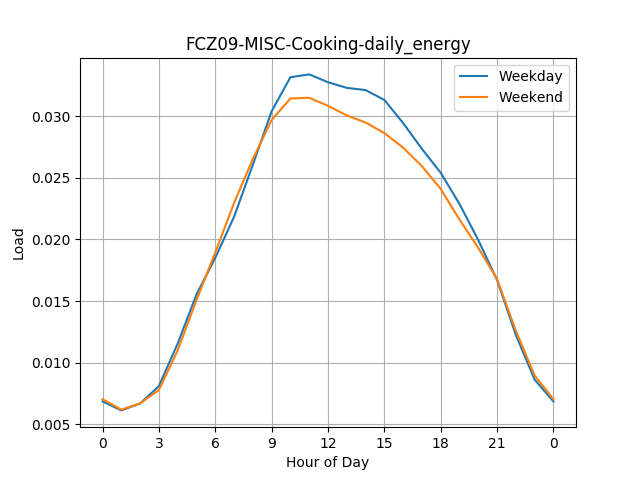 FCZ09-MISC-Cooking-daily_energy
Weekday
Weekend
0.030
0.025
0.020
0.015
0.010
0.005
Load
0 3 6 9 12 15 18 21 0
Hour of Day